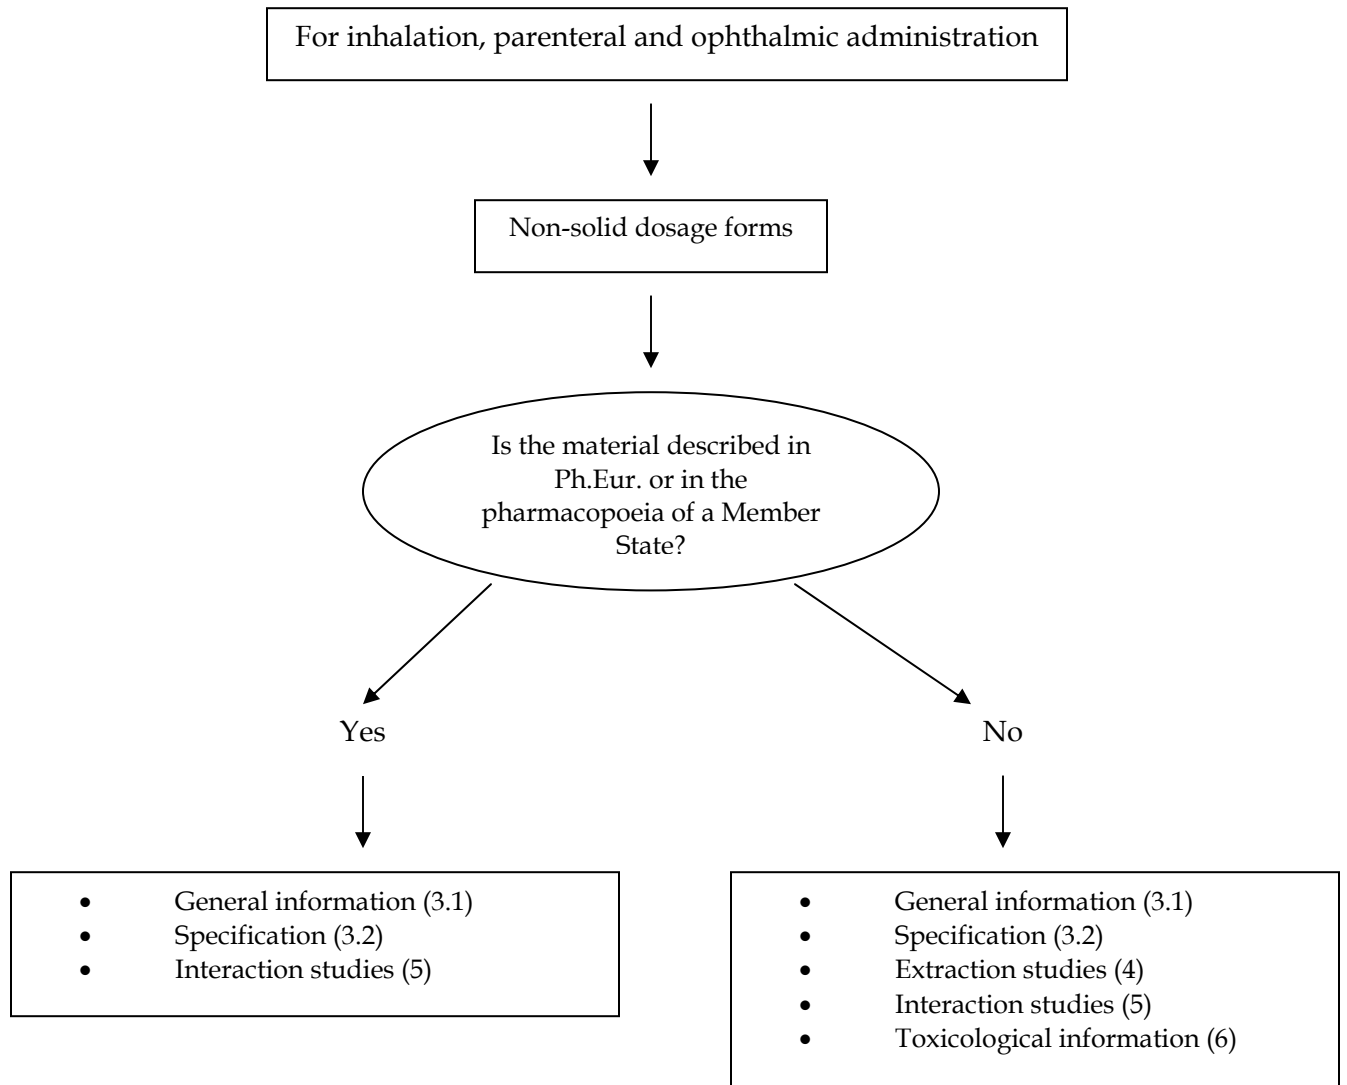 For inhalation, parenteral and ophthalmic administration
Non-solid dosage forms
Is the material described in
Ph.Eur. or in the
pharmacopoeia of a Member
State?
Yes
No
• General information (3.1)
• Specification (3.2)
• Interaction studies (5)
• General information (3.1)
• Specification (3.2)
• Extraction studies (4)
• Interaction studies (5)
• Toxicological information (6)